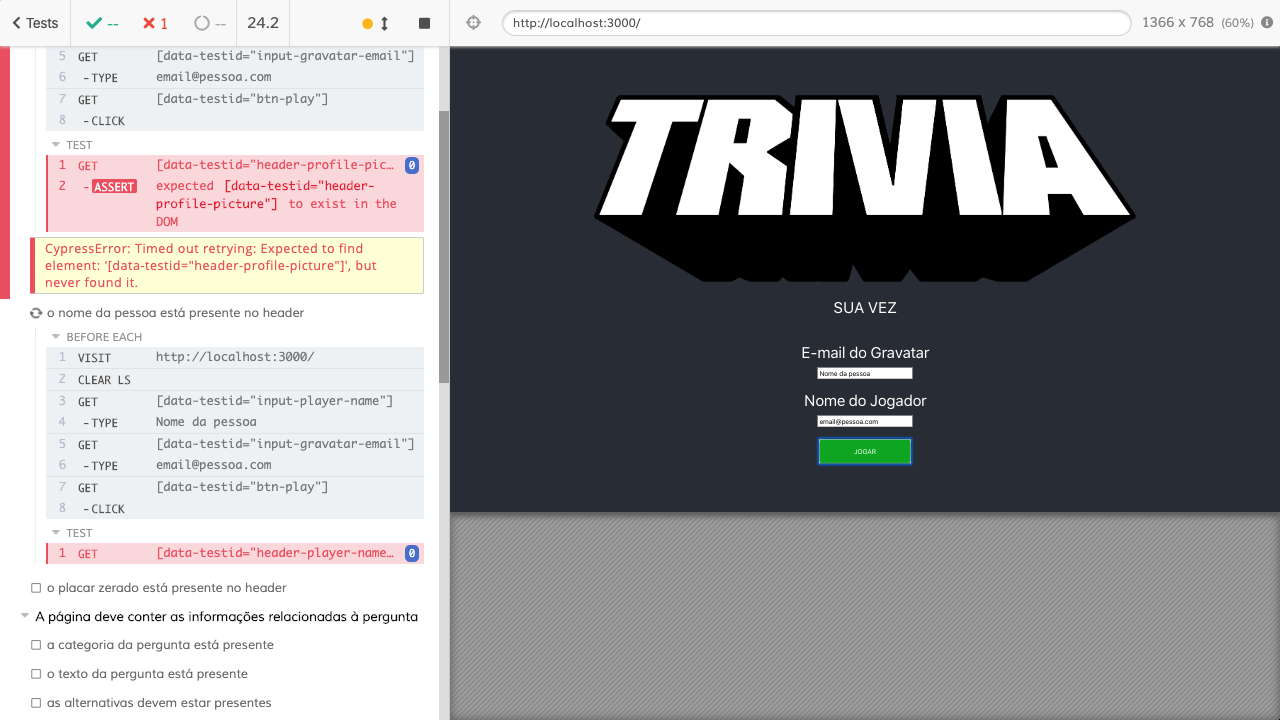 Tests
--
1
--
24.2
http://localhost:3000/
1366 x 768 (60%)
5 GET [data-testid="input-gravatar-email"]
6 -TYPE email@pessoa.com
7 GET [data-testid="btn-play"]
8 -CLICK
TEST
1 GET [data-testid="header-profile-pic... 0
2 -ASSERT expected [data-testid="header-
profile-picture"] to exist in the
DOM
CypressError: Timed out retrying: Expected to find
element: '[data-testid="header-profile-picture"]', but
never found it.
o nome da pessoa está presente no header
BEFORE EACH
1 VISIT http://localhost:3000/
2 CLEAR LS
3 GET [data-testid="input-player-name"]
4 -TYPE Nome da pessoa
5 GET [data-testid="input-gravatar-email"]
6 -TYPE email@pessoa.com
7 GET [data-testid="btn-play"]
8 -CLICK
TEST
1 GET [data-testid="header-player-name... 0
o placar zerado está presente no header
A página deve conter as informações relacionadas à pergunta
a categoria da pergunta está presente
o texto da pergunta está presente
as alternativas devem estar presentes
TRIVIA
SUA VEZ
E-mail do Gravatar
Nome da pessoa
Nome do Jogador
email@pessoa.com
JOGAR